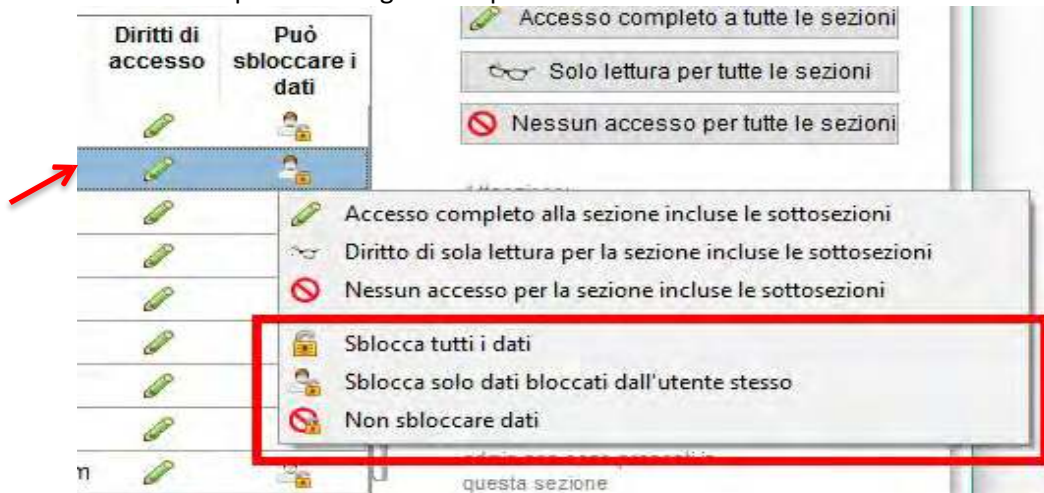 Diritti di accesso
Può sbloccare i dati
Accesso completo a tutte le sezioni
Solo lettura per tutte le sezioni
Nessun accesso per tutte le sezioni
Accesso completo alla sezione incluse le sottosezioni
Diritto di sola lettura per la sezione incluse le sottosezioni
Nessun accesso per la sezione incluse le sottosezioni
Sblocca tutti i dati
Sblocca solo dati bloccati dall'utente stesso
Non sbloccare dati
m
questa sezione